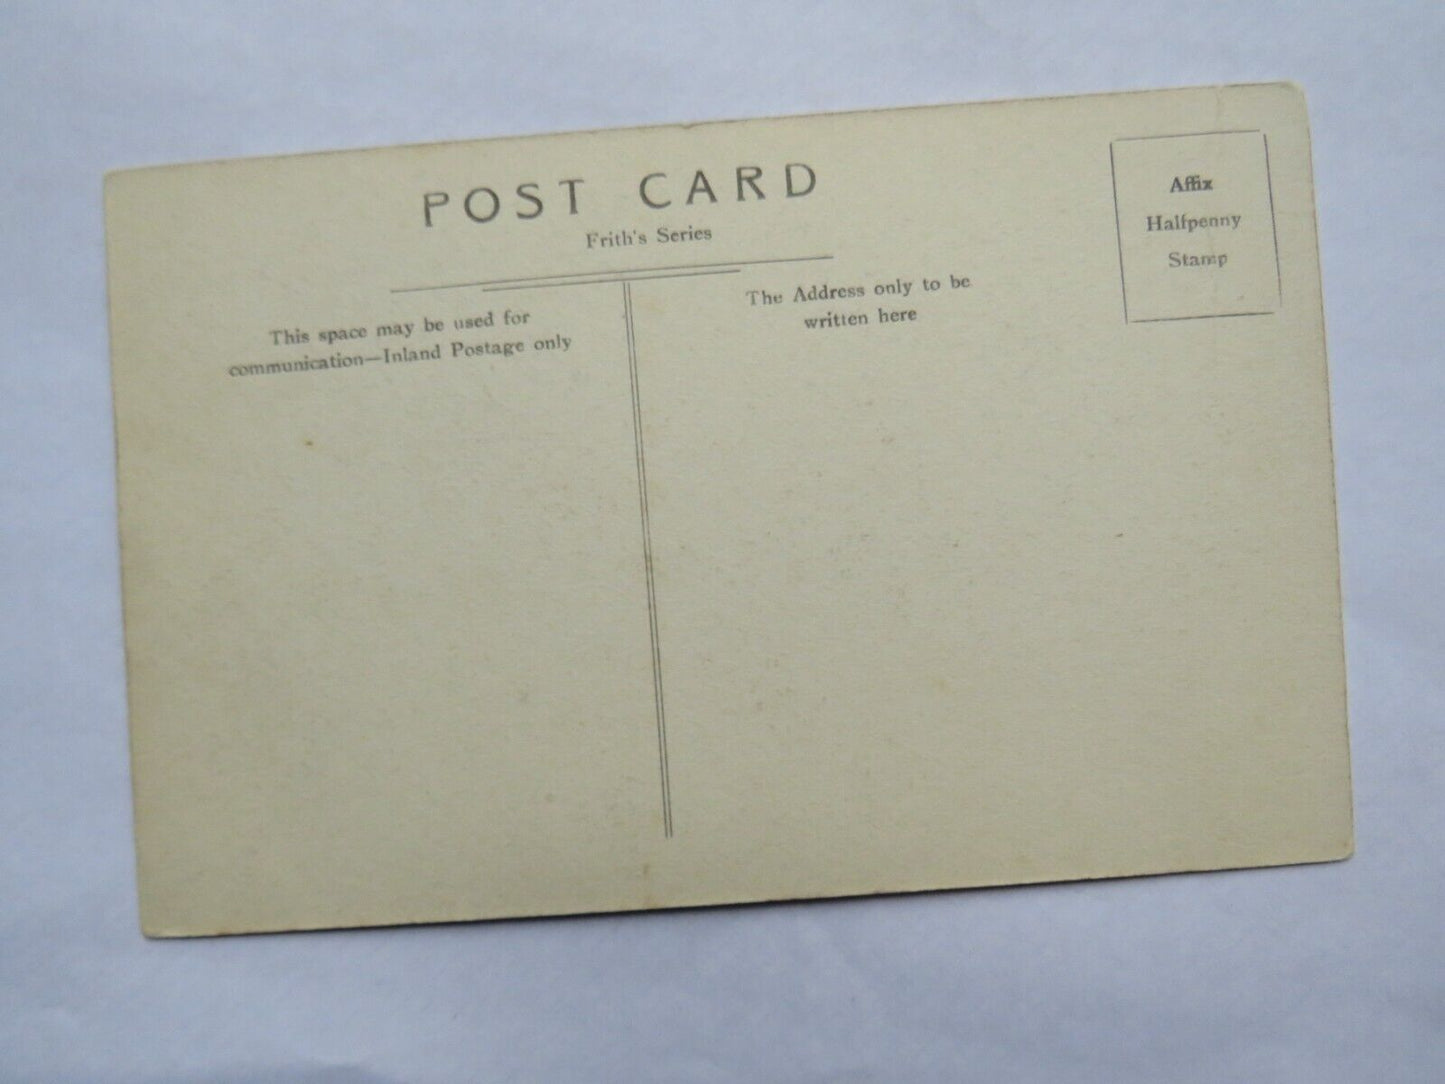 POST CARD
Frith's Series
This space may be used for
communication—Inland Postage only
The Address only to be
written here
Affix
Halfpenny
Stamp